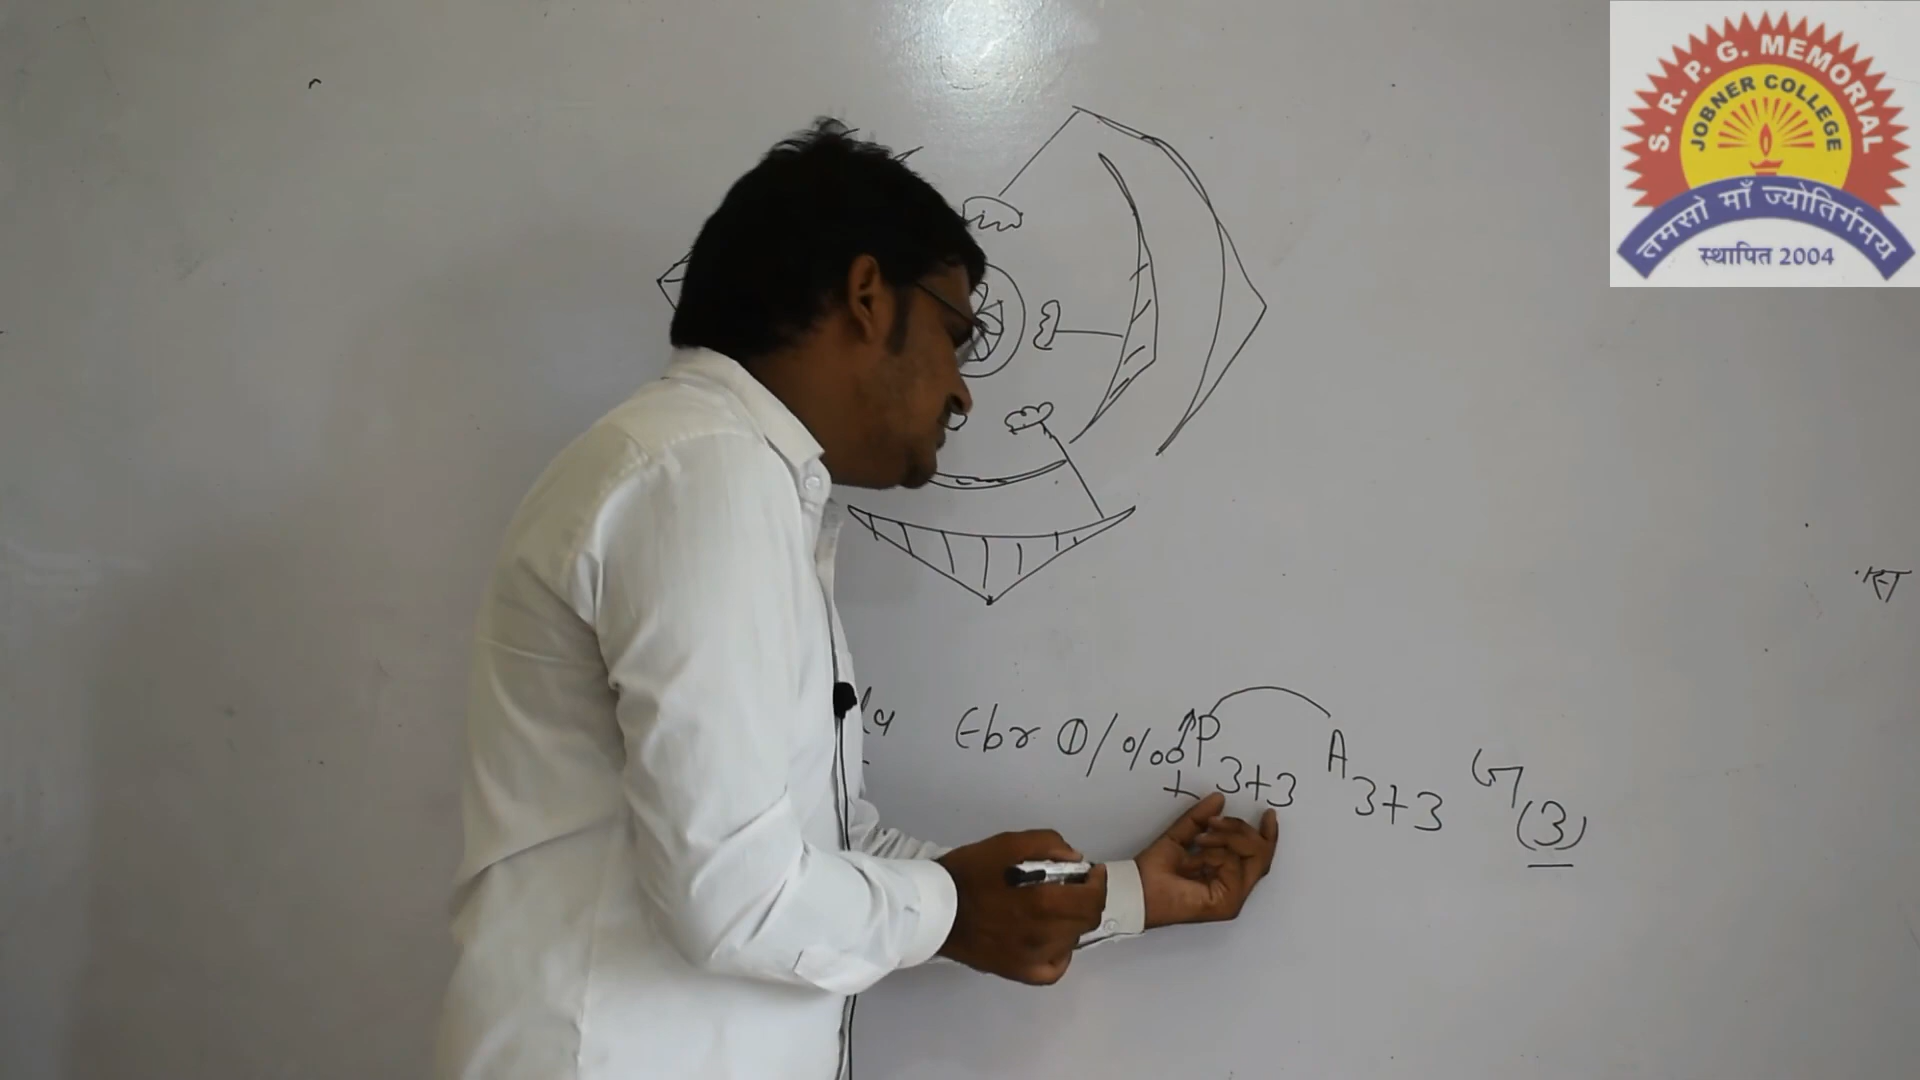 S. R. P. G. MEMORIAL
JOBNER COLLEGE
तमसो माँ ज्योतिर्गमय
स्थापित 2004
Ebr ⊕/% P3+3 A3+3 G(3)